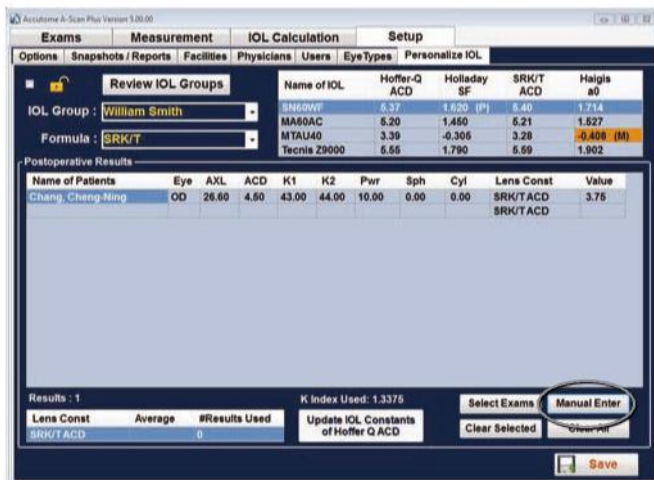 Accutome A-Scan Plus Version 5.00.00
Exams Measurement IOL Calculation Setup
Options Snapshots / Reports Facilities Physicians Users EyeTypes Personalize IOL
Review IOL Groups
IOL Group : William Smith
Formula : SRK/T
Name of IOL Hoffer-Q ACD Holladay SF SRK/T ACD Haigis a0
SN60WF 5.37 1.620 (P) 5.40 1.714
MA60AC 5.20 1.450 5.21 1.527
MTAU40 3.39 -0.305 3.28 -0.408 (M)
Tecnis Z9000 5.55 1.790 5.59 1.902
Postoperative Results
Name of Patients Eye AXL ACD K1 K2 Pwr Sph Cyl Lens Const Value
Chang, Cheng-Ning OD 26.60 4.50 43.00 44.00 10.00 0.00 0.00 SRK/T ACD 3.75
SRK/T ACD
Results : 1
K Index Used: 1.3375
Lens Const Average #Results Used
SRK/T ACD 0
Update IOL Constants
of Hoffer Q ACD
Select Exams Manual Enter
Clear Selected Clear All
Save